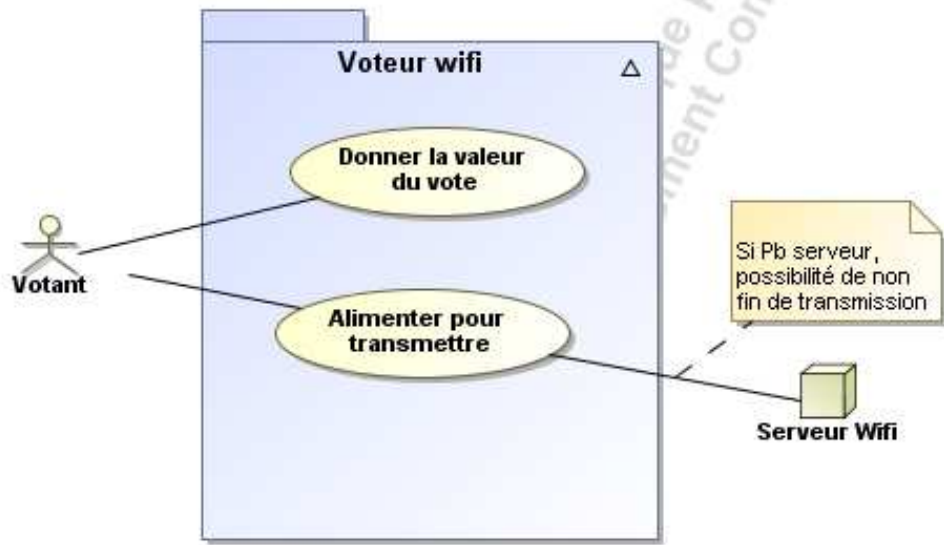 Voteur wifi
Donner la valeur
du vote
Votant
Si Pb serveur,
possibilité de non
fin de transmission
Alimenter pour
transmettre
Serveur Wifi